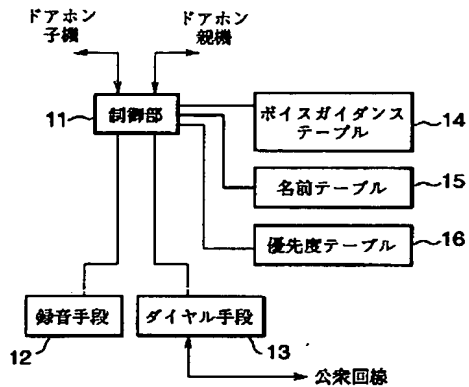 ドアホン
子機
ドアホン
親機
11
制御部
ボイスガイダンス
テーブル
14
名前テーブル
15
優先度テーブル
16
録音手段
12
ダイヤル手段
13
公衆回線